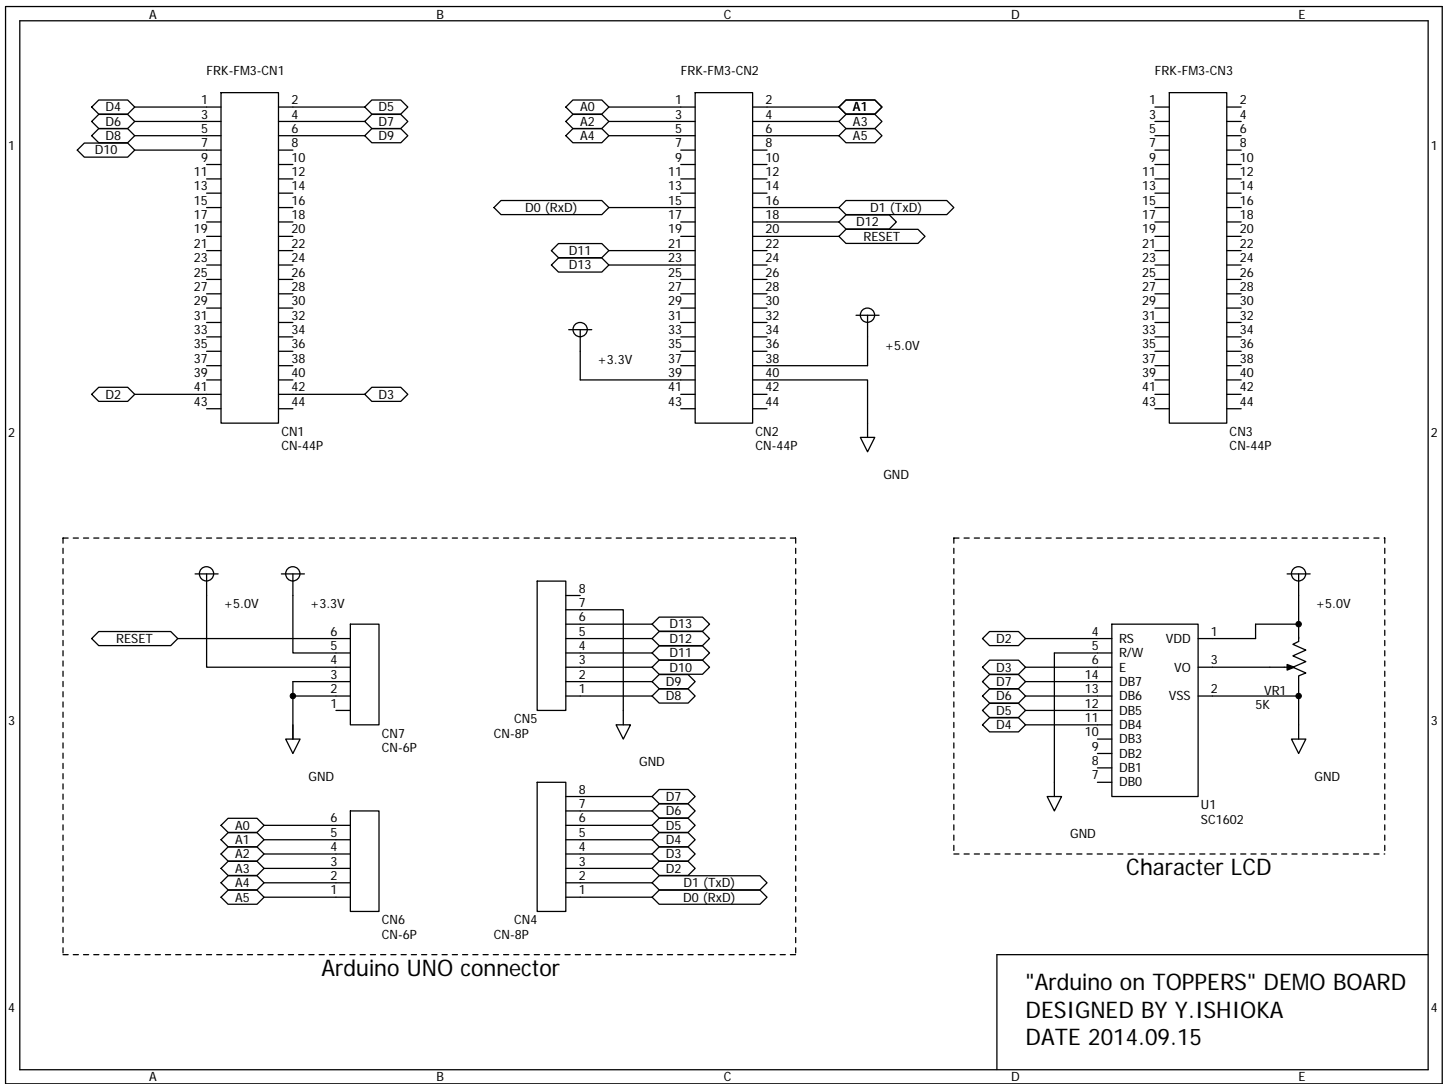 A B C D E
FRK-FM3-CN1
D4 1 2 D5
D6 3 4 D7
D8 5 6 D9
D10 7 8
9 10
11 12
13 14
15 16
17 18
19 20
21 22
23 24
25 26
27 28
29 30
31 32
33 34
35 36
37 38
39 40
D2 41 42 D3
43 44
CN1
CN-44P
FRK-FM3-CN2
A0 1 2 A1
A2 3 4 A3
A4 5 6 A5
7 8
9 10
11 12
13 14
D0 (RxD) 15 16 D1 (TxD)
17 18 D12
19 20 RESET
D11 21 22
D13 23 24
25 26
27 28
29 30
31 32
33 34
35 36
+3.3V 37 38 +5.0V
39 40
41 42
43 44
CN2
CN-44P
GND
FRK-FM3-CN3
1 2
3 4
5 6
7 8
9 10
11 12
13 14
15 16
17 18
19 20
21 22
23 24
25 26
27 28
29 30
31 32
33 34
35 36
37 38
39 40
41 42
43 44
CN3
CN-44P
1 1
2 2
3 3
4 4
+5.0V +3.3V
RESET 6
5
4
3
2
1
CN7
CN-6P
GND
8
7
6 D13
5 D12
4 D11
3 D10
2 D9
1 D8
CN5
CN-8P
GND
A0 6
A1 5
A2 4
A3 3
A4 2
A5 1
CN6
CN-6P
8 D7
7 D6
6 D5
5 D4
4 D3
3 D2
2 D1 (TxD)
1 D0 (RxD)
CN4
CN-8P
Arduino UNO connector
+5.0V
D2 4 RS VDD 1
5 R/W
D3 6 E VO 3
D7 14 DB7
D6 13 DB6 VSS 2 VR1
D5 12 DB5 5K
D4 11 DB4
10 DB3
9 DB2
8 DB1
7 DB0
U1
SC1602
GND
GND
Character LCD
"Arduino on TOPPERS" DEMO BOARD
DESIGNED BY Y.ISHIOKA
DATE 2014.09.15
A B C D E